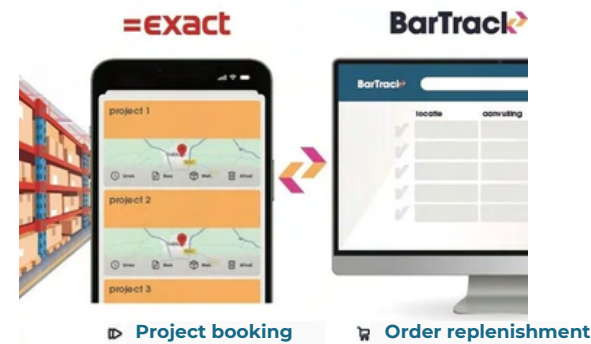 =exact
BarTrack
project 1
project 2
project 3
BarTrack
locatie aanvulling
Project booking
Order replenishment